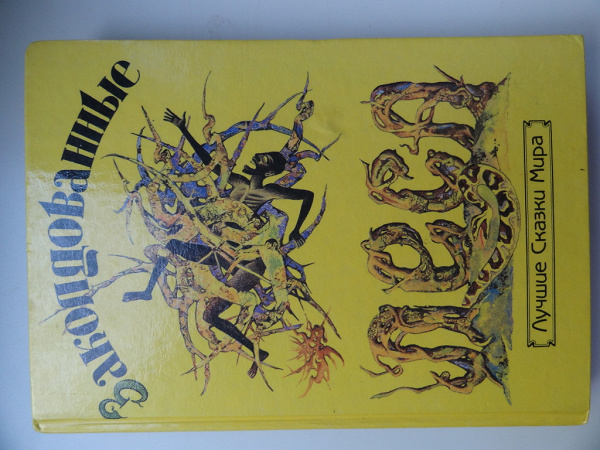 Заколдованные
леса
Лучшие Сказки Мира